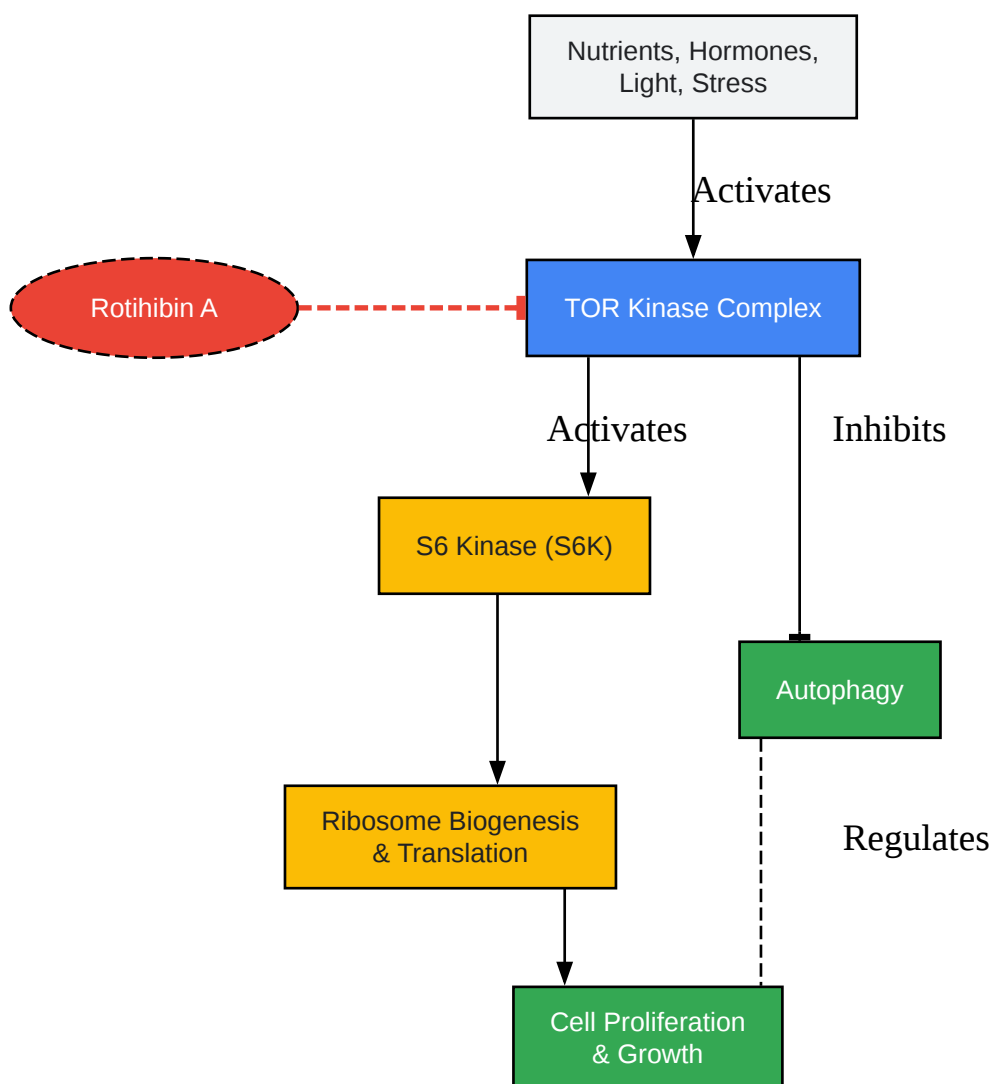 Nutrients, Hormones,
Light, Stress
Activates
Rotihibin A
TOR Kinase Complex
Activates
Inhibits
S6 Kinase (S6K)
Autophagy
Ribosome Biogenesis
& Translation
Regulates
Cell Proliferation
& Growth